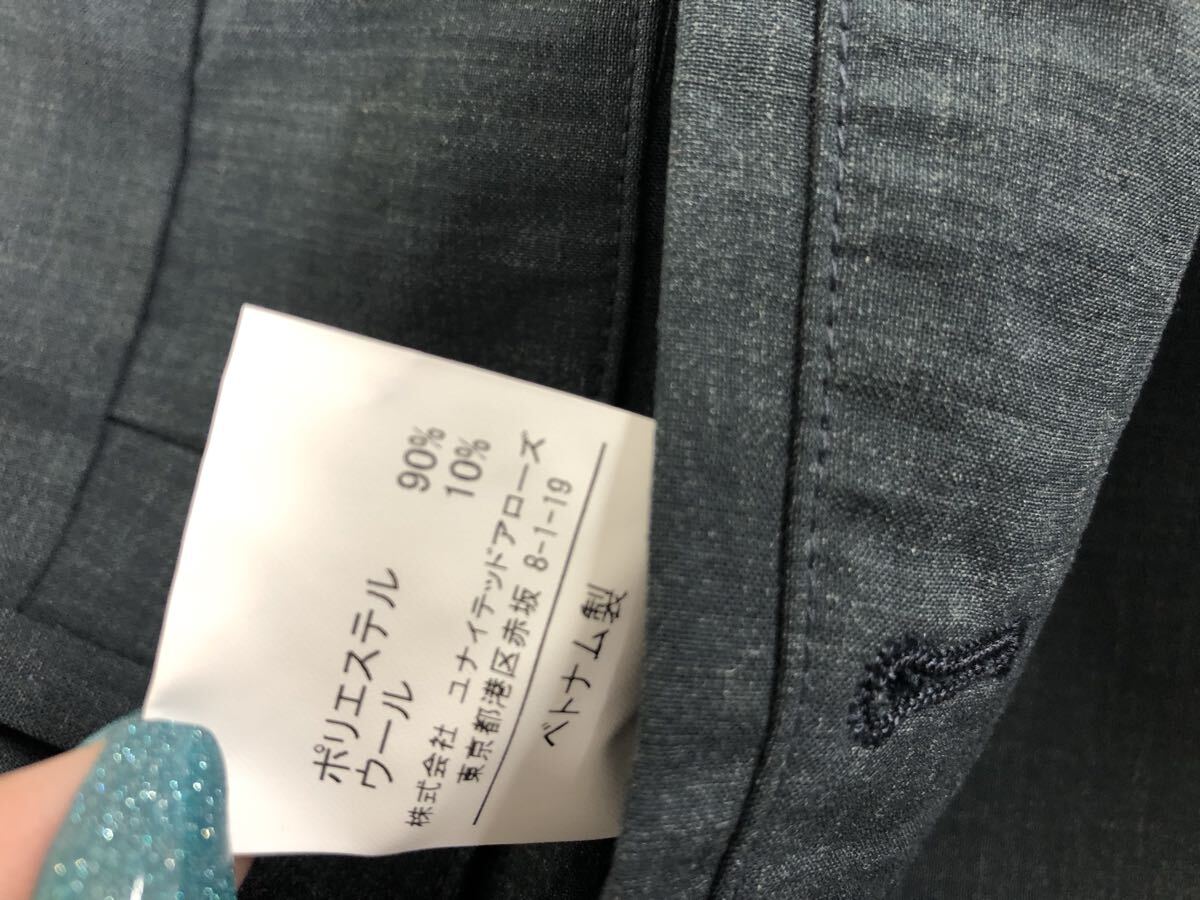 ポリエステル 90%
ウール 10%
株式会社 ユナイテッドアローズ
東京都港区赤坂 8-1-19
ベトナム製